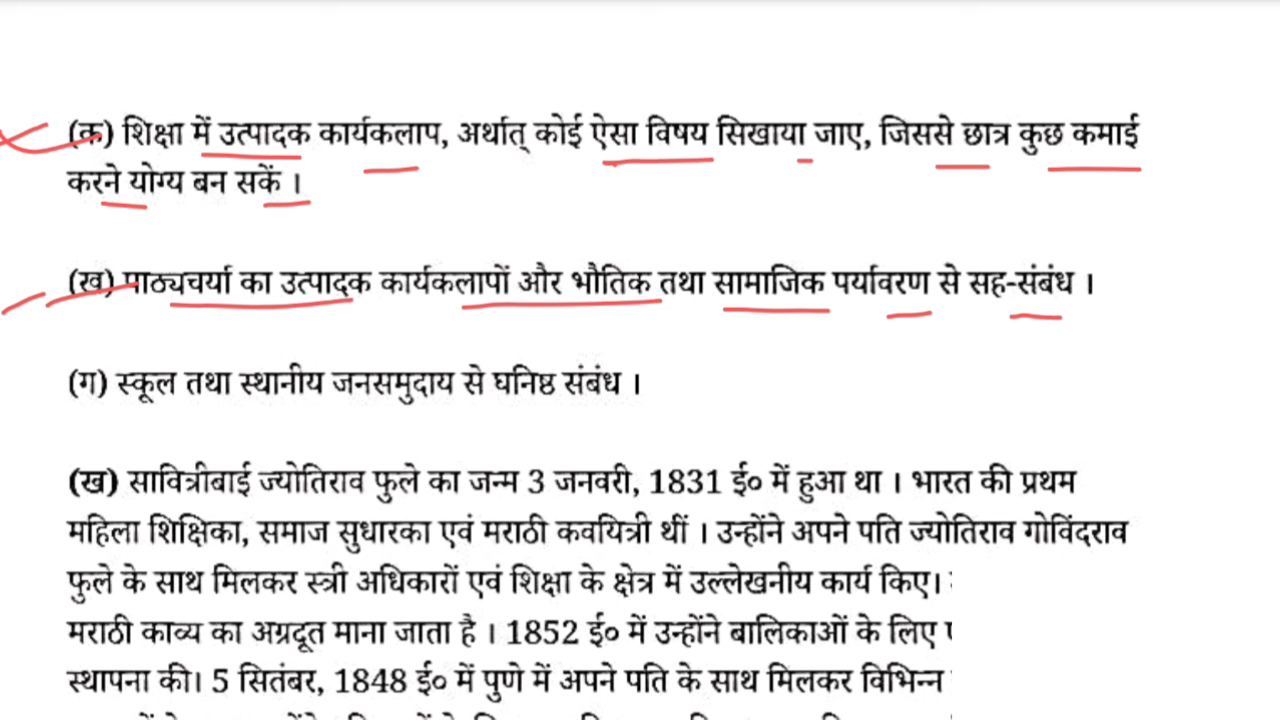 (क) शिक्षा में उत्पादक कार्यकलाप, अर्थात् कोई ऐसा विषय सिखाया जाए, जिससे छात्र कुछ कमाई
करने योग्य बन सकें ।
(ख) पाठ्यचर्या का उत्पादक कार्यकलापों और भौतिक तथा सामाजिक पर्यावरण से सह-संबंध ।
(ग) स्कूल तथा स्थानीय जनसमुदाय से घनिष्ठ संबंध ।
(ख) सावित्रीबाई ज्योतिराव फुले का जन्म 3 जनवरी, 1831 ई० में हुआ था । भारत की प्रथम
महिला शिक्षिका, समाज सुधारका एवं मराठी कवयित्री थीं । उन्होंने अपने पति ज्योतिराव गोविंदराव
फुले के साथ मिलकर स्त्री अधिकारों एवं शिक्षा के क्षेत्र में उल्लेखनीय कार्य किए।
मराठी काव्य का अग्रदूत माना जाता है । 1852 ई० में उन्होंने बालिकाओं के लिए
स्थापना की। 5 सितंबर, 1848 ई० में पुणे में अपने पति के साथ मिलकर विभिन्न